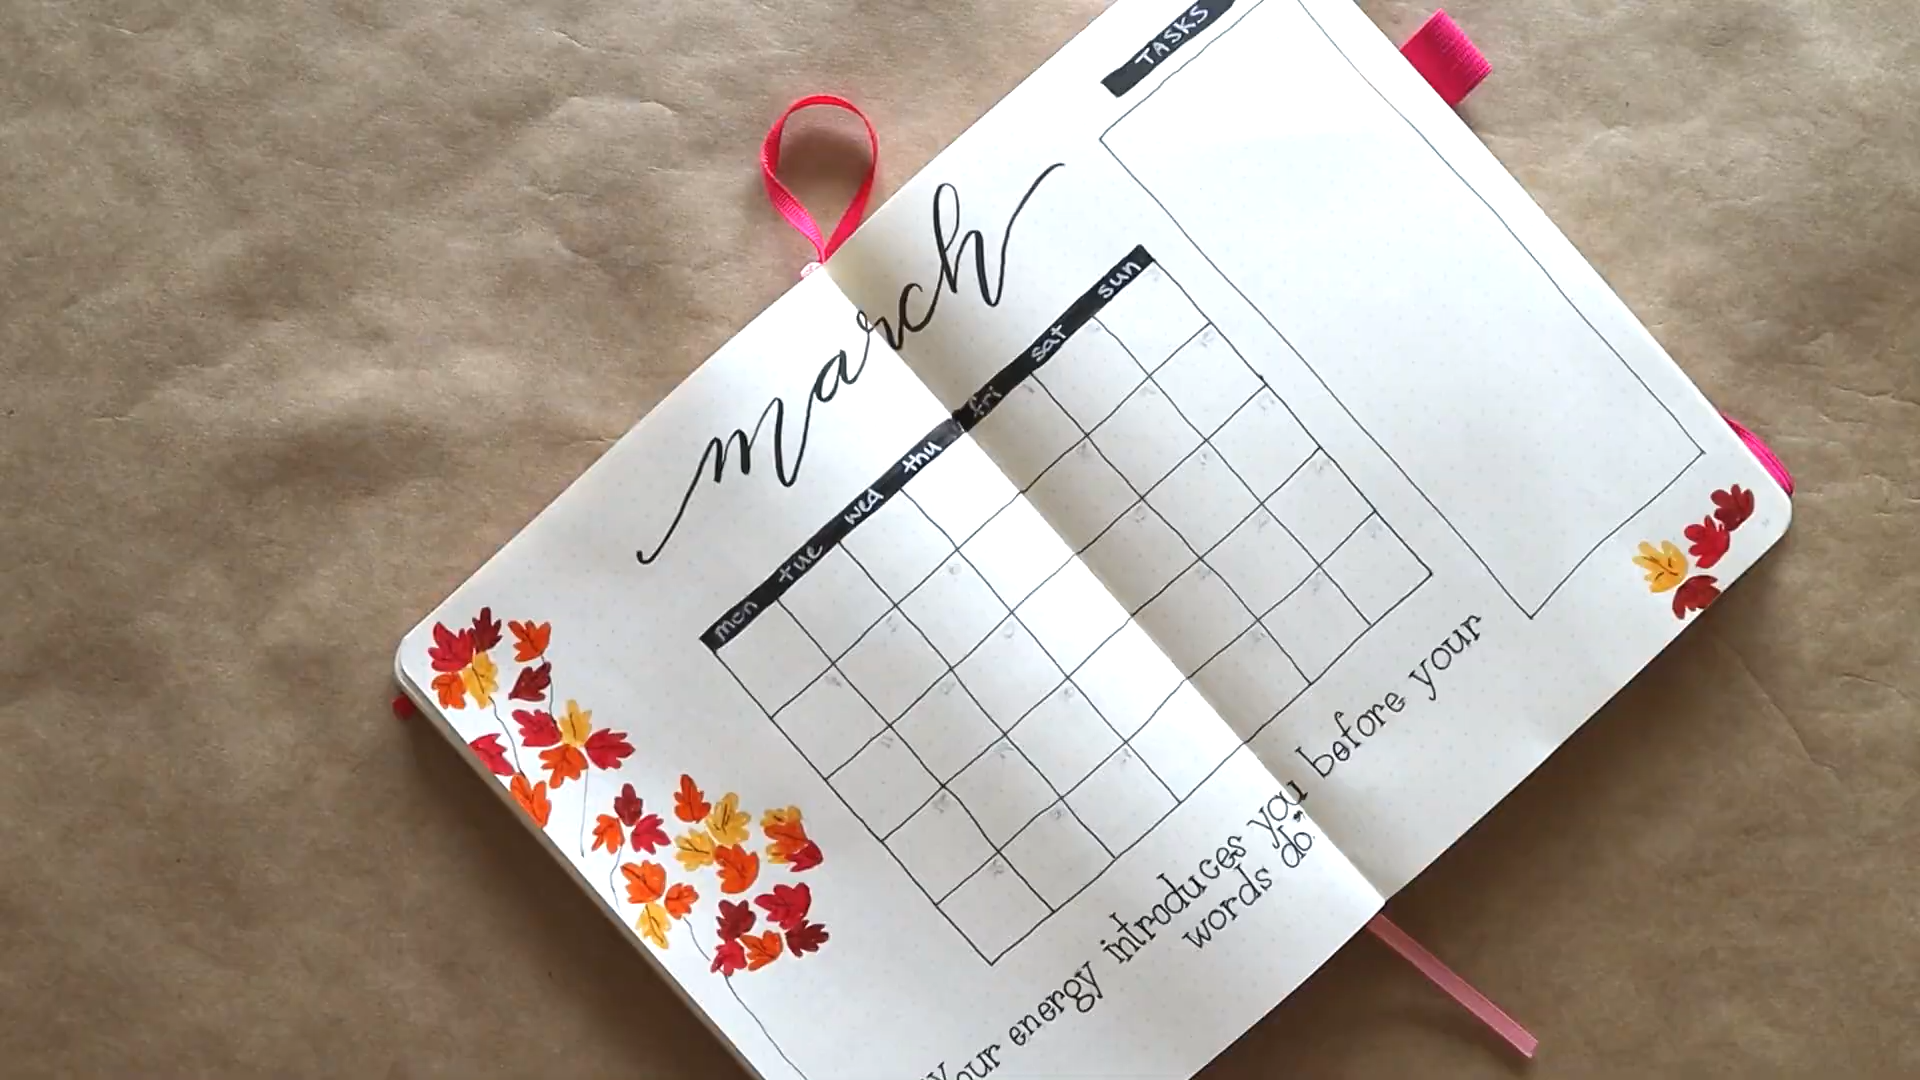 TASKS
march
mon tue wed thu fri sat sun
Your energy introduces you before your
words do.